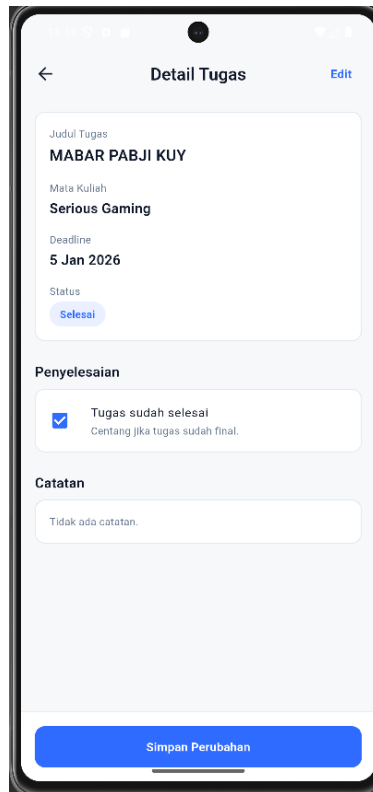 Detail Tugas
Edit
Judul Tugas
MABAR PABJI KUY
Mata Kuliah
Serious Gaming
Deadline
5 Jan 2026
Status
Selesai
Penyelesaian
Tugas sudah selesai
Centang jika tugas sudah final.
Catatan
Tidak ada catatan.
Simpan Perubahan